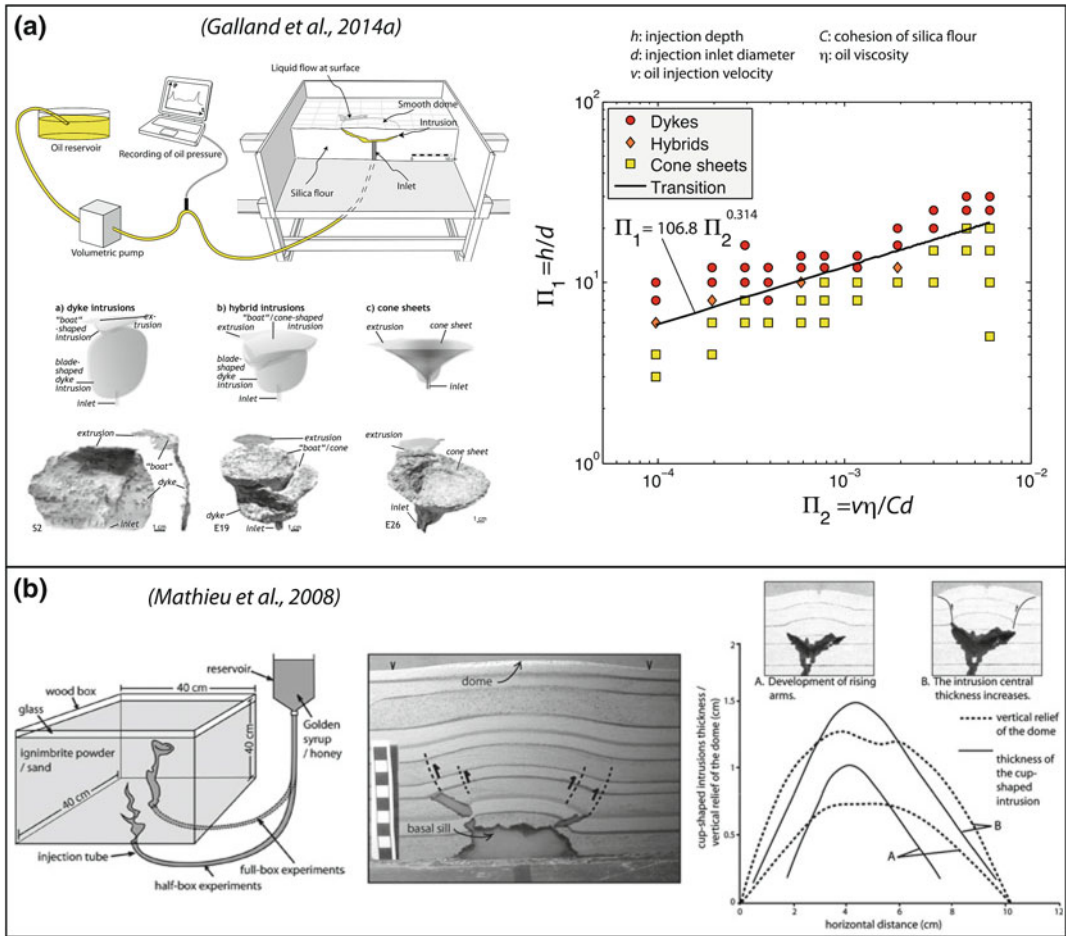 (a)
(Galland et al., 2014a)
h: injection depth
d: injection inlet diameter
v: oil injection velocity
C: cohesion of silica flour
η: oil viscosity
Liquid flow at surface
Smooth dome
Intrusion
Oil reservoir
Recording of oil pressure
Silica flour
Inlet
Volumetric pump
a) dyke intrusions
"boat"
-shaped
intrusion
ex-
trusion
blade-
shaped
dyke
intrusion
inlet
b) hybrid intrusions
"boat"/cone-shaped
intrusion
extrusion
blade-
shaped
dyke
intrusion
inlet
c) cone sheets
extrusion
cone sheet
inlet
extrusion
"boat"
dyke
inlet
S2
1 cm
extrusion
"boat"/cone
dyke
inlet
E19
1 cm
extrusion
cone sheet
inlet
E26
1 cm
Dykes
Hybrids
Cone sheets
Transition
Π₁ = 106.8 Π₂^0.314
Π₁=h/d
10²
10¹
10⁰
10⁻⁴
10⁻³
10⁻²
Π₂ =vη/Cd
(b)
(Mathieu et al., 2008)
reservoir
wood box
glass
40 cm
40 cm
40 cm
ignimbrite powder
/ sand
Golden
syrup /
honey
injection tube
full-box experiments
half-box experiments
v
v
dome
basal sill
A. Development of rising
arms.
B. The intrusion central
thickness increases.
vertical relief
of the dome
thickness of
the cup-
shaped
intrusion
B
A
cup-shaped intrusions thickness /
vertical relief of the dome (cm)
2
1.5
1
0.5
0
0
2
4
6
8
10
12
horizontal distance (cm)